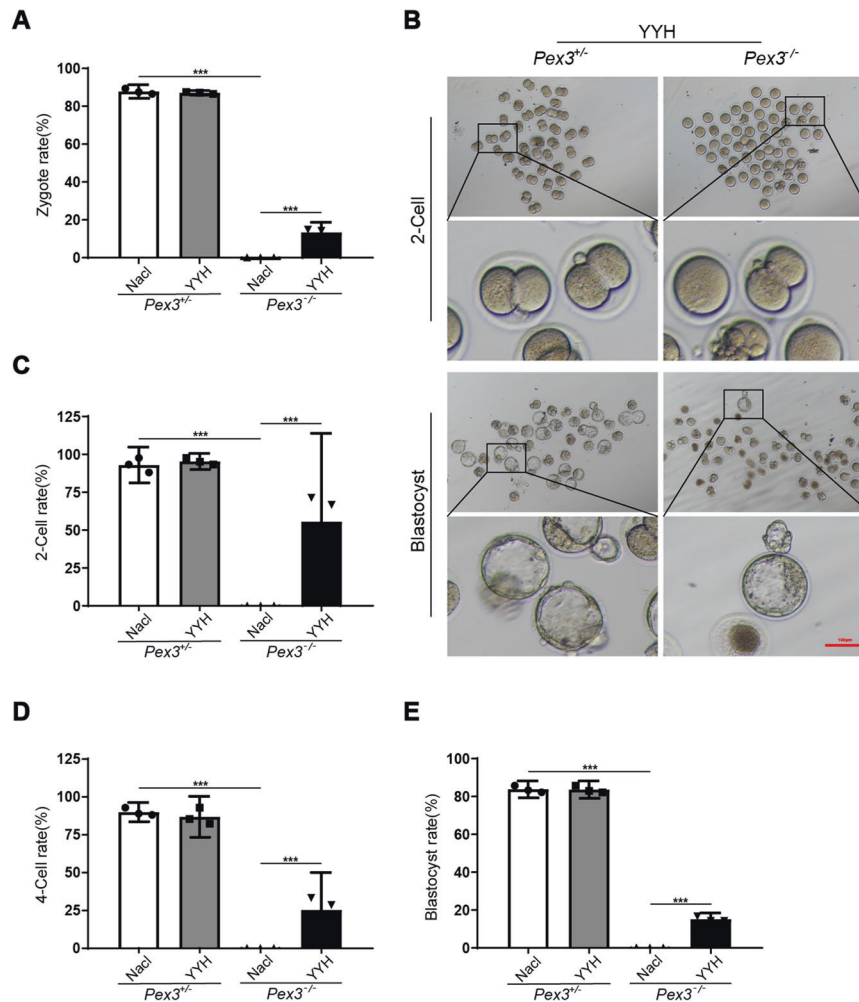 A
Zygote rate(%)
100
80
60
40
20
0
***
***
Nacl
YYH
Nacl
YYH
Pex3+/-
Pex3-/-
B
YYH
Pex3+/-
Pex3-/-
2-Cell
Blastocyst
100μm
C
2-Cell rate(%)
125
100
75
50
25
0
***
***
Nacl
YYH
Nacl
YYH
Pex3+/-
Pex3-/-
D
4-Cell rate(%)
125
100
75
50
25
0
***
***
Nacl
YYH
Nacl
YYH
Pex3+/-
Pex3-/-
E
Blastocyst rate(%)
100
80
60
40
20
0
***
***
Nacl
YYH
Nacl
YYH
Pex3+/-
Pex3-/-